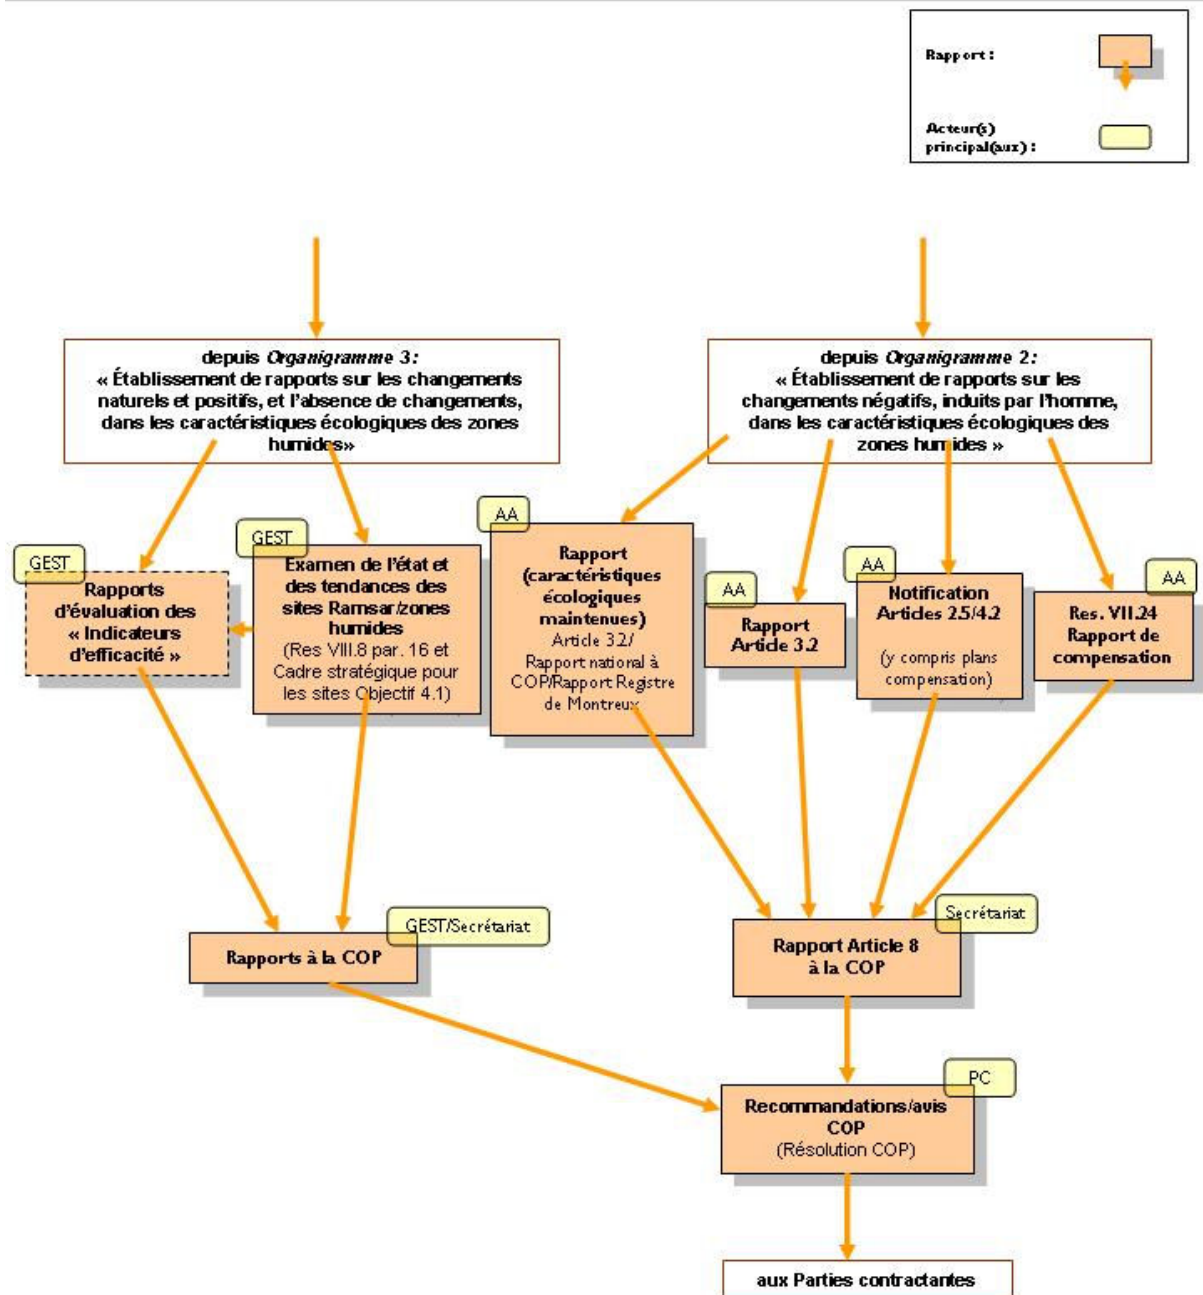 Rapport :
Acteur(s)
principal(aux) :
depuis Organigramme 3:
« Établissement de rapports sur les changements
naturels et positifs, et l'absence de changements,
dans les caractéristiques écologiques des zones
humides»
depuis Organigramme 2:
« Établissement de rapports sur les
changements négatifs, induits par l'homme,
dans les caractéristiques écologiques des
zones humides »
GEST
Rapports
d'évaluation des
« Indicateurs
d'efficacité »
GEST
Examen de l'état et
des tendances des
sites Ramsar/zones
humides
(Res VIII.8 par. 16 et
Cadre stratégique pour
les sites Objectif 4.1)
AA
Rapport
(caractéristiques
écologiques
maintenues)
Article 3.2/
Rapport national à
COP/Rapport Registre
de Montreux
AA
Rapport
Article 3.2
AA
Notification
Articles 2.5/4.2
(y compris plans
compensation)
AA
Res. VII.24
Rapport de
compensation
GEST/Secrétariat
Rapports à la COP
Secrétariat
Rapport Article 8
à la COP
PC
Recommandations/avis
COP
(Résolution COP)
aux Parties contractantes